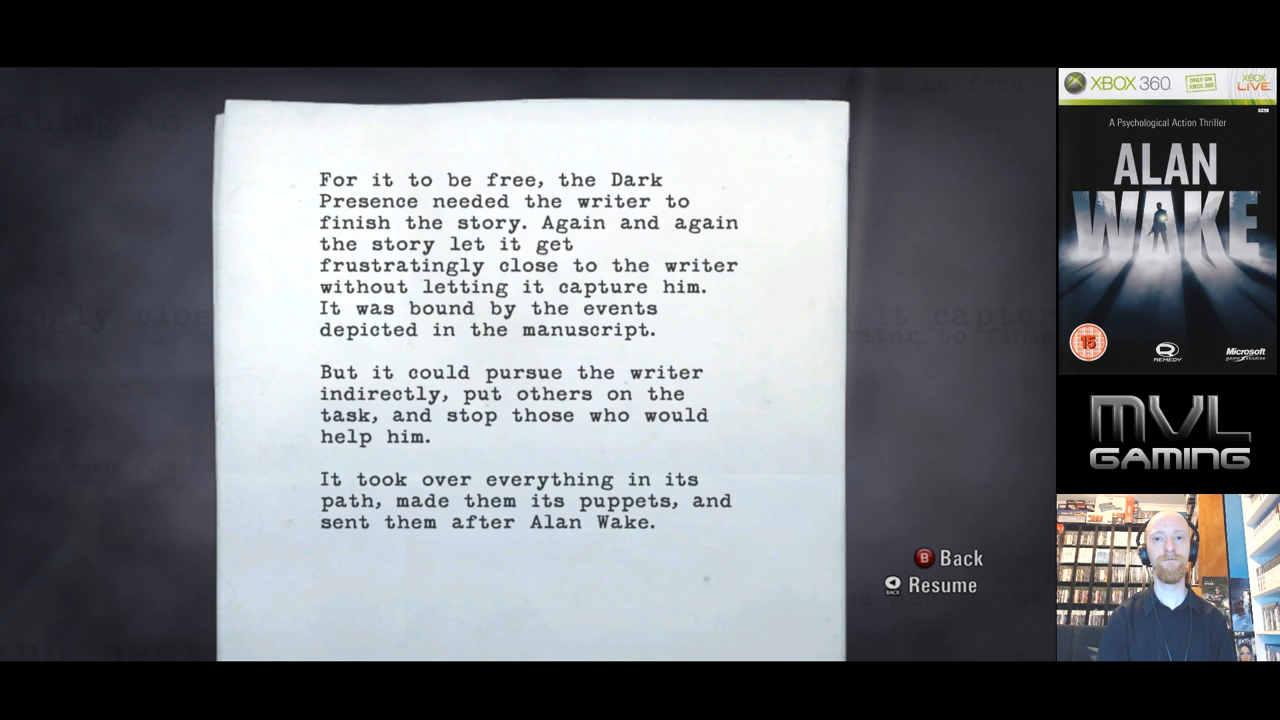 For it to be free, the Dark
Presence needed the writer to
finish the story. Again and again
the story let it get
frustratingly close to the writer
without letting it capture him.
It was bound by the events
depicted in the manuscript.
But it could pursue the writer
indirectly, put others on the
task, and stop those who would
help him.
It took over everything in its
path, made them its puppets, and
sent them after Alan Wake.
B Back
BACK Resume
XBOX 360
ONLY ON XBOX 360
XBOX LIVE
A Psychological Action Thriller
ALAN
WAKE
15
REMEDY
Microsoft
game studios
MVL
GAMING